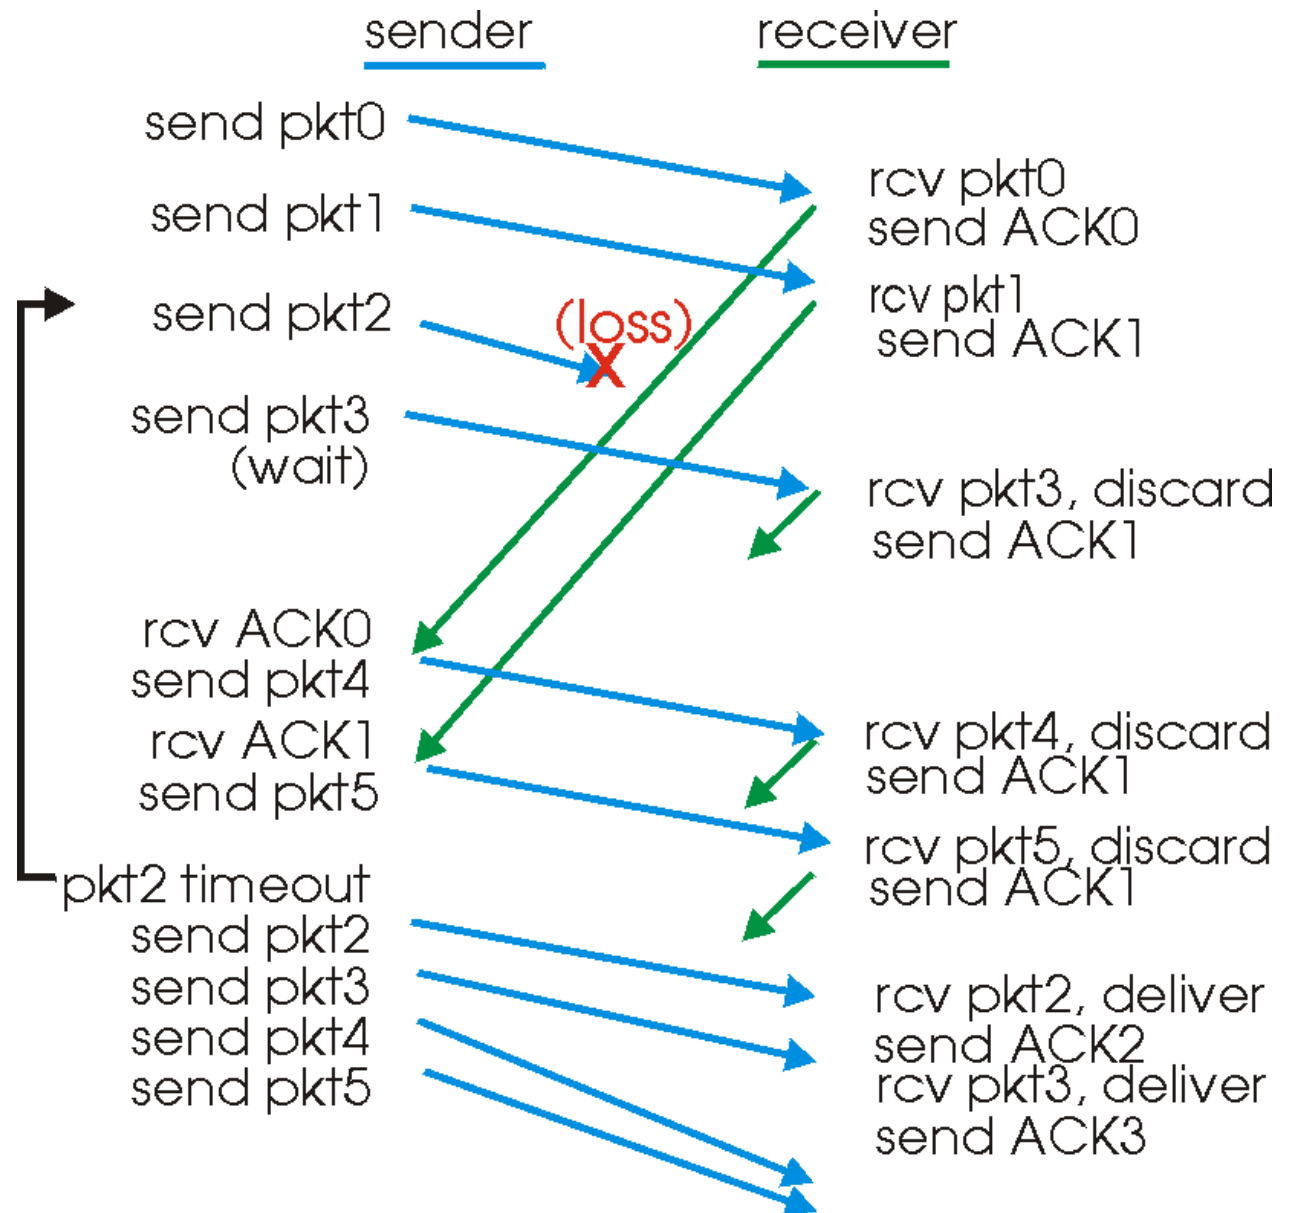 sender
receiver
send pkt0
rcv pkt0
send ACK0
send pkt1
rcv pkt1
send ACK1
send pkt2
(loss)
X
send pkt3
(wait)
rcv pkt3, discard
send ACK1
rcv ACK0
send pkt4
rcv ACK1
send pkt5
rcv pkt4, discard
send ACK1
rcv pkt5, discard
send ACK1
pkt2 timeout
send pkt2
send pkt3
send pkt4
send pkt5
rcv pkt2, deliver
send ACK2
rcv pkt3, deliver
send ACK3